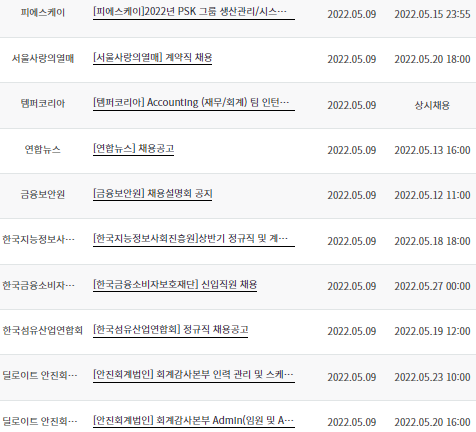 피에스케이 [피에스케이]2022년 PSK 그룹 생산관리/시스··· 2022.05.09 2022.05.15 23:55
서울사랑의열매 [서울사랑의열매] 계약직 채용 2022.05.09 2022.05.20 18:00
템퍼코리아 [템퍼코리아] Accounting (재무/회계) 팀 인턴··· 2022.05.09 상시채용
연합뉴스 [연합뉴스] 채용공고 2022.05.09 2022.05.13 16:00
금융보안원 [금융보안원] 채용설명회 공지 2022.05.09 2022.05.12 11:00
한국지능정보사··· [한국지능정보사회진흥원]상반기 정규직 및 계··· 2022.05.09 2022.05.18 18:00
한국금융소비자··· [한국금융소비자보호재단] 신입직원 채용 2022.05.09 2022.05.27 00:00
한국섬유산업연합회 [한국섬유산업연합회] 정규직 채용공고 2022.05.09 2022.05.19 12:00
딜로이트 안진회··· [안진회계법인] 회계감사본부 인력 관리 및 스케··· 2022.05.09 2022.05.23 10:00
딜로이트 안진회··· [안진회계법인] 회계감사본부 Admin(임원 및 A··· 2022.05.09 2022.05.20 16:00